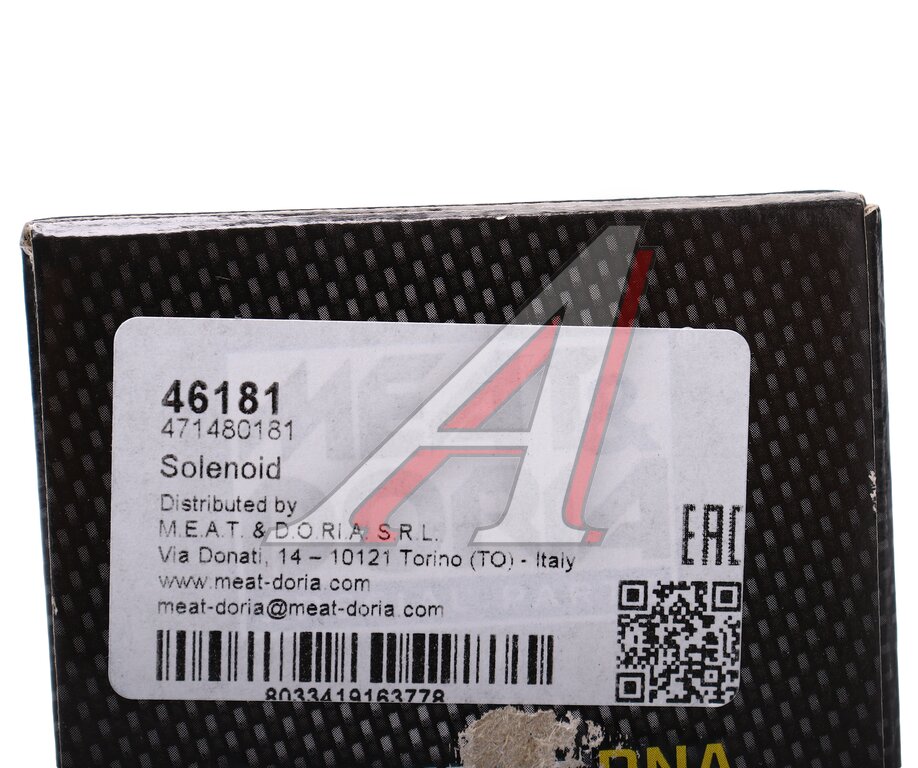 46181
471480181
Solenoid
Distributed by
M.E.A.T. & D.O.R.I.A. S.R.L.
Via Donati, 14 – 10121 Torino (TO) - Italy
www.meat-doria.com
meat-doria@meat-doria.com
EAC
8033419163778